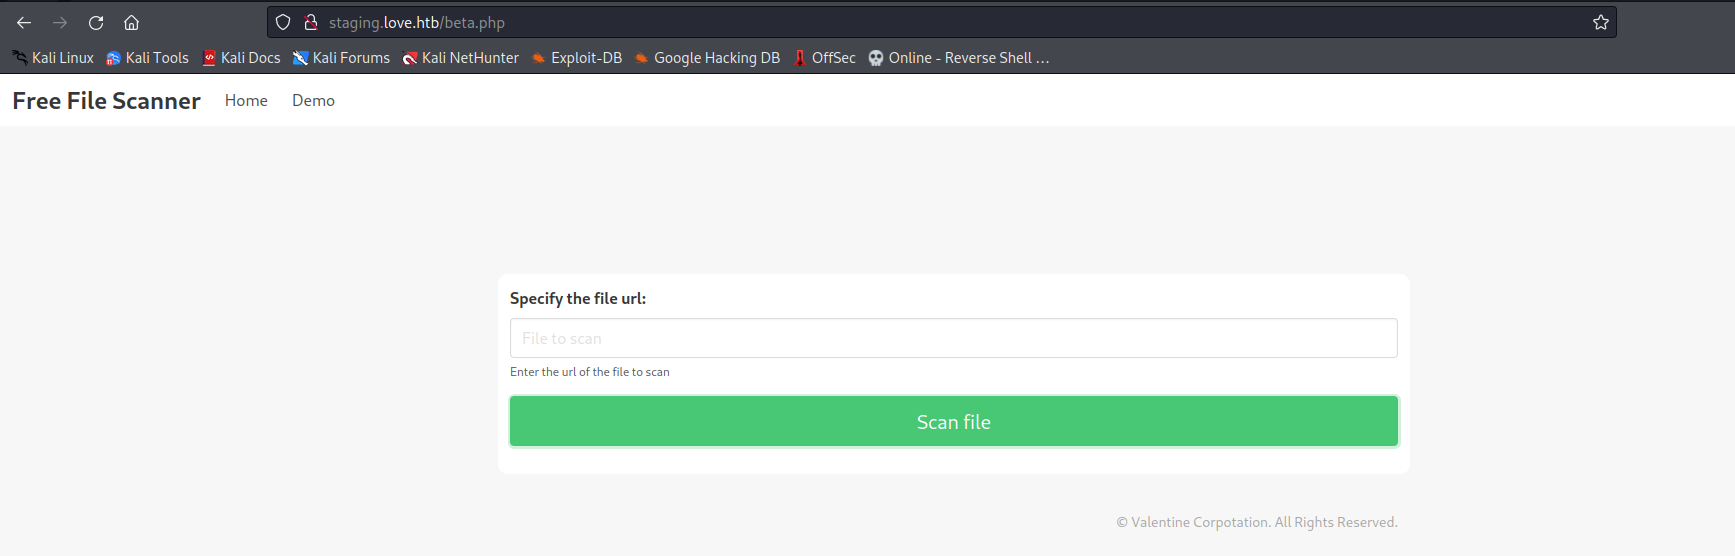 staging.love.htb/beta.php
Kali Linux Kali Tools Kali Docs Kali Forums Kali NetHunter Exploit-DB Google Hacking DB OffSec Online - Reverse Shell ...
Free File Scanner Home Demo
Specify the file url:
File to scan
Enter the url of the file to scan
Scan file
© Valentine Corpotation. All Rights Reserved.